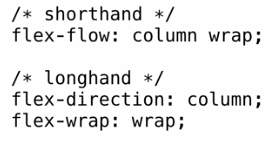 /* shorthand */
flex-flow: column wrap;
/* longhand */
flex-direction: column;
flex-wrap: wrap;